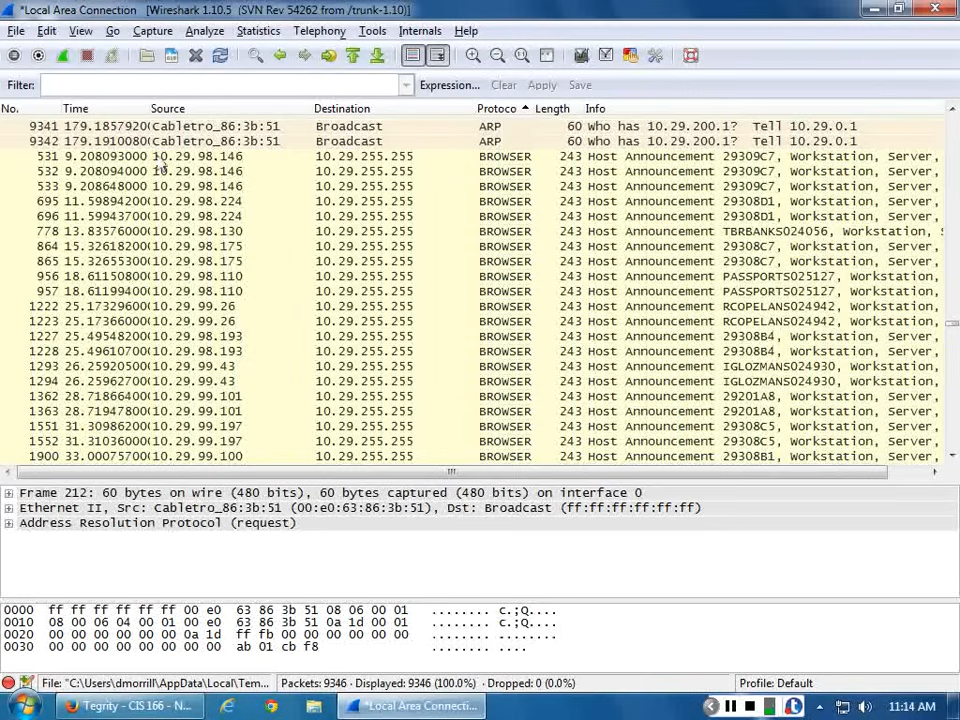 *Local Area Connection [Wireshark 1.10.5 (SVN Rev 54262 from /trunk-1.10)]
File Edit View Go Capture Analyze Statistics Telephony Tools Internals Help
Filter: Expression... Clear Apply Save
No. Time Source Destination Protoco Length Info
9341 179.1857920( cabletro_86:3b:51 Broadcast ARP 60 Who has 10.29.200.1? Tell 10.29.0.1
9342 179.1910080( cabletro_86:3b:51 Broadcast ARP 60 Who has 10.29.200.1? Tell 10.29.0.1
531 9.208093000 10.29.98.146 10.29.255.255 BROWSER 243 Host Announcement 29309C7, Workstation, Server,
532 9.208094000 10.29.98.146 10.29.255.255 BROWSER 243 Host Announcement 29309C7, Workstation, Server,
533 9.208648000 10.29.98.146 10.29.255.255 BROWSER 243 Host Announcement 29309C7, Workstation, Server,
695 11.59894200( 10.29.98.224 10.29.255.255 BROWSER 243 Host Announcement 29308D1, Workstation, Server,
696 11.59943700( 10.29.98.224 10.29.255.255 BROWSER 243 Host Announcement 29308D1, Workstation, Server,
778 13.83576000( 10.29.98.130 10.29.255.255 BROWSER 243 Host Announcement TBRBANKS024056, Workstation, S
864 15.32618200( 10.29.98.175 10.29.255.255 BROWSER 243 Host Announcement 29308C7, Workstation, Server,
865 15.32655300( 10.29.98.175 10.29.255.255 BROWSER 243 Host Announcement 29308C7, Workstation, Server,
956 18.61150800( 10.29.98.110 10.29.255.255 BROWSER 243 Host Announcement PASSPORTS025127, Workstation,
957 18.61199400( 10.29.98.110 10.29.255.255 BROWSER 243 Host Announcement PASSPORTS025127, Workstation,
1222 25.17329600( 10.29.99.26 10.29.255.255 BROWSER 243 Host Announcement RCOPELANS024942, Workstation,
1223 25.17366000( 10.29.99.26 10.29.255.255 BROWSER 243 Host Announcement RCOPELANS024942, Workstation,
1227 25.49548200( 10.29.98.193 10.29.255.255 BROWSER 243 Host Announcement 29308B4, Workstation, Server,
1228 25.49610700( 10.29.98.193 10.29.255.255 BROWSER 243 Host Announcement 29308B4, Workstation, Server,
1293 26.25920500( 10.29.99.43 10.29.255.255 BROWSER 243 Host Announcement IGLOZMANS024930, Workstation,
1294 26.25962700( 10.29.99.43 10.29.255.255 BROWSER 243 Host Announcement IGLOZMANS024930, Workstation,
1362 28.71866400( 10.29.99.101 10.29.255.255 BROWSER 243 Host Announcement 29201A8, Workstation, Server,
1363 28.71947800( 10.29.99.101 10.29.255.255 BROWSER 243 Host Announcement 29201A8, Workstation, Server,
1551 31.30986200( 10.29.99.197 10.29.255.255 BROWSER 243 Host Announcement 29308C5, Workstation, Server,
1552 31.31036000( 10.29.99.197 10.29.255.255 BROWSER 243 Host Announcement 29308C5, Workstation, Server,
1900 33.00075700( 10.29.99.100 10.29.255.255 BROWSER 243 Host Announcement 29308B1, Workstation, Server,
Frame 212: 60 bytes on wire (480 bits), 60 bytes captured (480 bits) on interface 0
Ethernet II, Src: Cabletro_86:3b:51 (00:e0:63:86:3b:51), Dst: Broadcast (ff:ff:ff:ff:ff:ff)
Address Resolution Protocol (request)
0000 ff ff ff ff ff ff 00 e0 63 86 3b 51 08 06 00 01 ........ c.;Q....
0010 08 00 06 04 00 01 00 e0 63 86 3b 51 0a 1d 00 01 ........ c.;Q....
0020 00 00 00 00 00 00 0a 1d ff fb 00 00 00 00 00 00 ........ ........
0030 00 00 00 00 00 00 00 00 ab 01 cb f8 ........ ....
File: "C:\Users\dmorrill\AppData\Local\Tem... Packets: 9346 · Displayed: 9346 (100.0%) · Dropped: 0 (0.0%) Profile: Default
Tegrity - CIS 166 - N... *Local Area Connecti... 11:14 AM